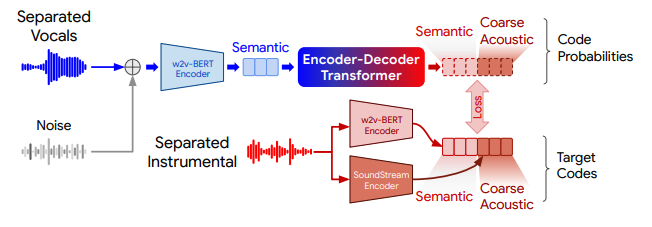 Separated
Vocals
Noise
w2v-BERT
Encoder
Semantic
Encoder-Decoder
Transformer
Semantic
Coarse
Acoustic
Code
Probabilities
Loss
Separated
Instrumental
w2v-BERT
Encoder
SoundStream
Encoder
Semantic
Coarse
Acoustic
Target
Codes